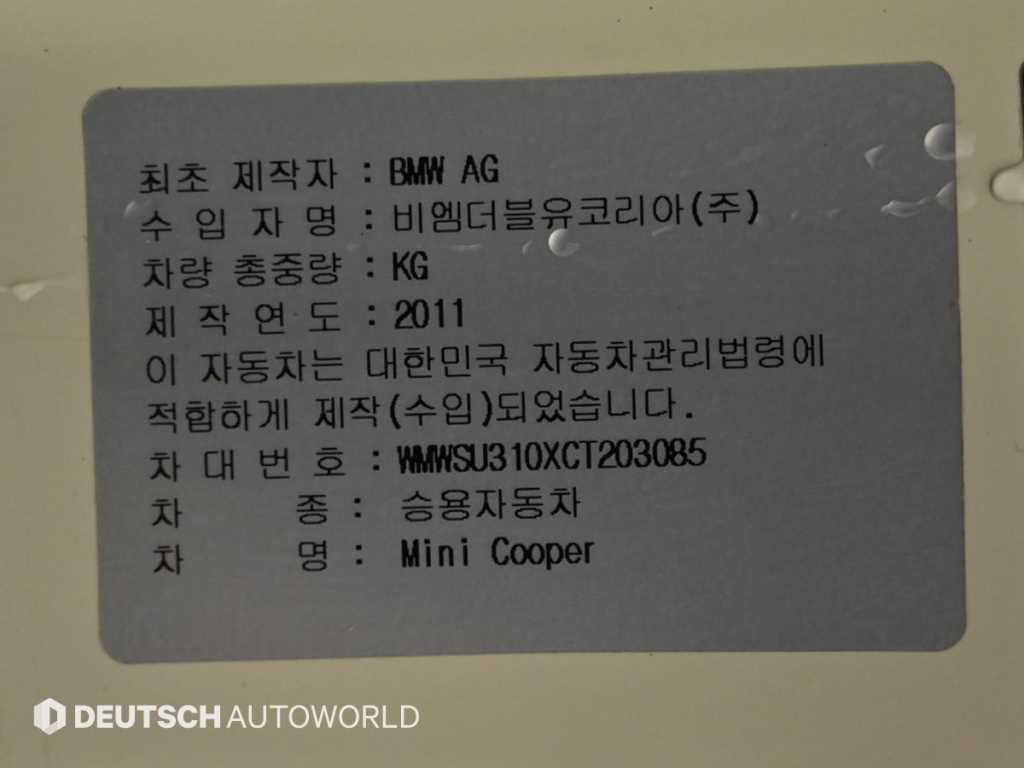 최초 제작자 : BMW AG
수 입 자 명 : 비엠더블유코리아(주)
차량 총중량 : KG
제 작 연 도 : 2011
이 자동차는 대한민국 자동차관리법령에
적합하게 제작(수입)되었습니다.
차 대 번 호 : WMWSU310XCT203085
차 종 : 승용자동차
차 명 : Mini Cooper
DEUTSCH AUTOWORLD